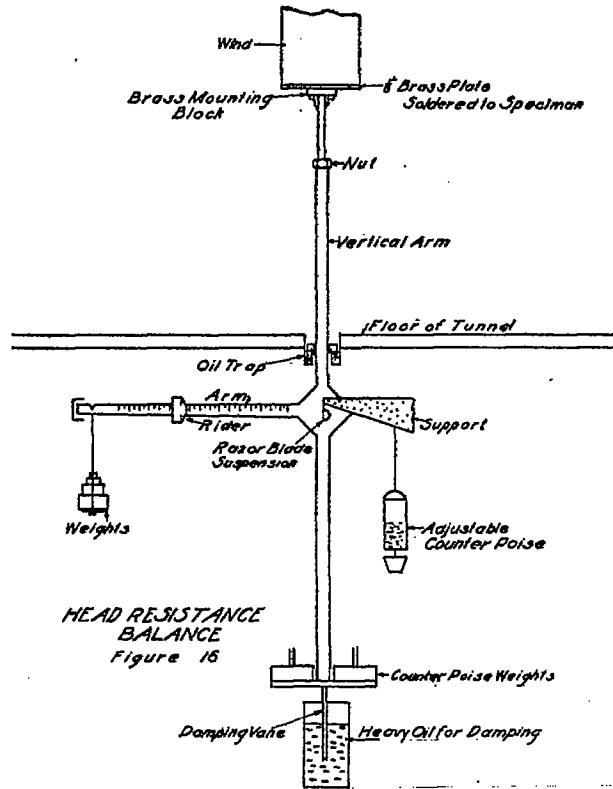 Wind
⅛ Brass Plate
Soldered to Specimen
Brass Mounting
Block
Nut
Vertical Arm
Floor of Tunnel
Oil Trap
Arm
Rider
Support
Razor Blade
Suspension
Weights
Adjustable
Counter Poise
HEAD RESISTANCE
BALANCE
Figure 16
Counter Poise Weights
Damping Vane
Heavy Oil for Damping